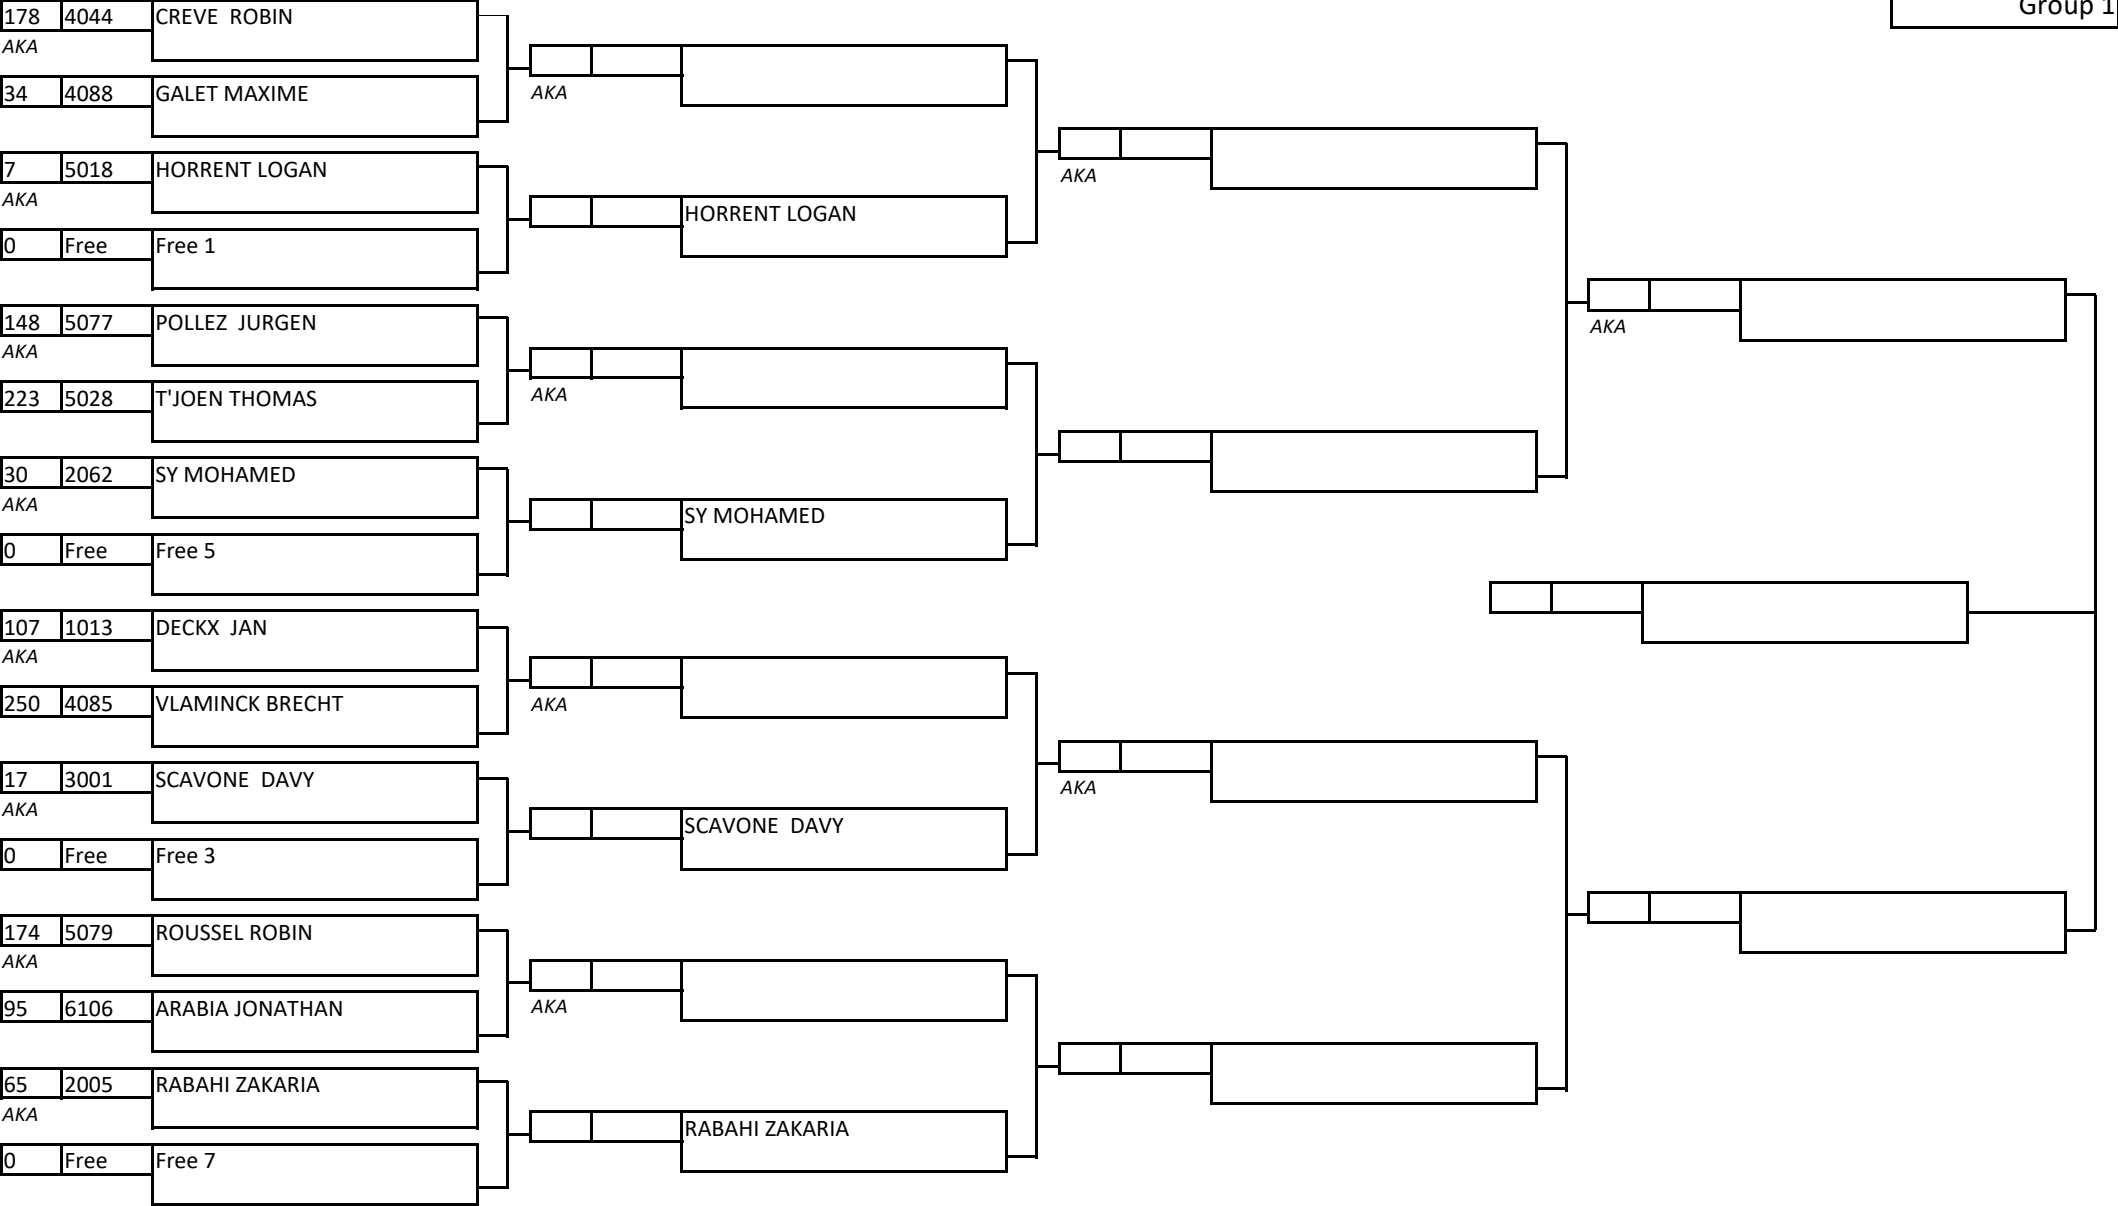 Group 1
178 4044 CREVE  ROBIN
AKA
34 4088 GALET MAXIME
AKA
7 5018 HORRENT LOGAN
AKA
AKA
HORRENT LOGAN
0 Free Free 1
148 5077 POLLEZ  JURGEN
AKA
AKA
223 5028 T'JOEN THOMAS
AKA
30 2062 SY MOHAMED
AKA
SY MOHAMED
0 Free Free 5
107 1013 DECKX  JAN
AKA
250 4085 VLAMINCK BRECHT
AKA
17 3001 SCAVONE  DAVY
AKA
AKA
SCAVONE  DAVY
0 Free Free 3
174 5079 ROUSSEL ROBIN
AKA
95 6106 ARABIA JONATHAN
AKA
65 2005 RABAHI ZAKARIA
AKA
RABAHI ZAKARIA
0 Free Free 7